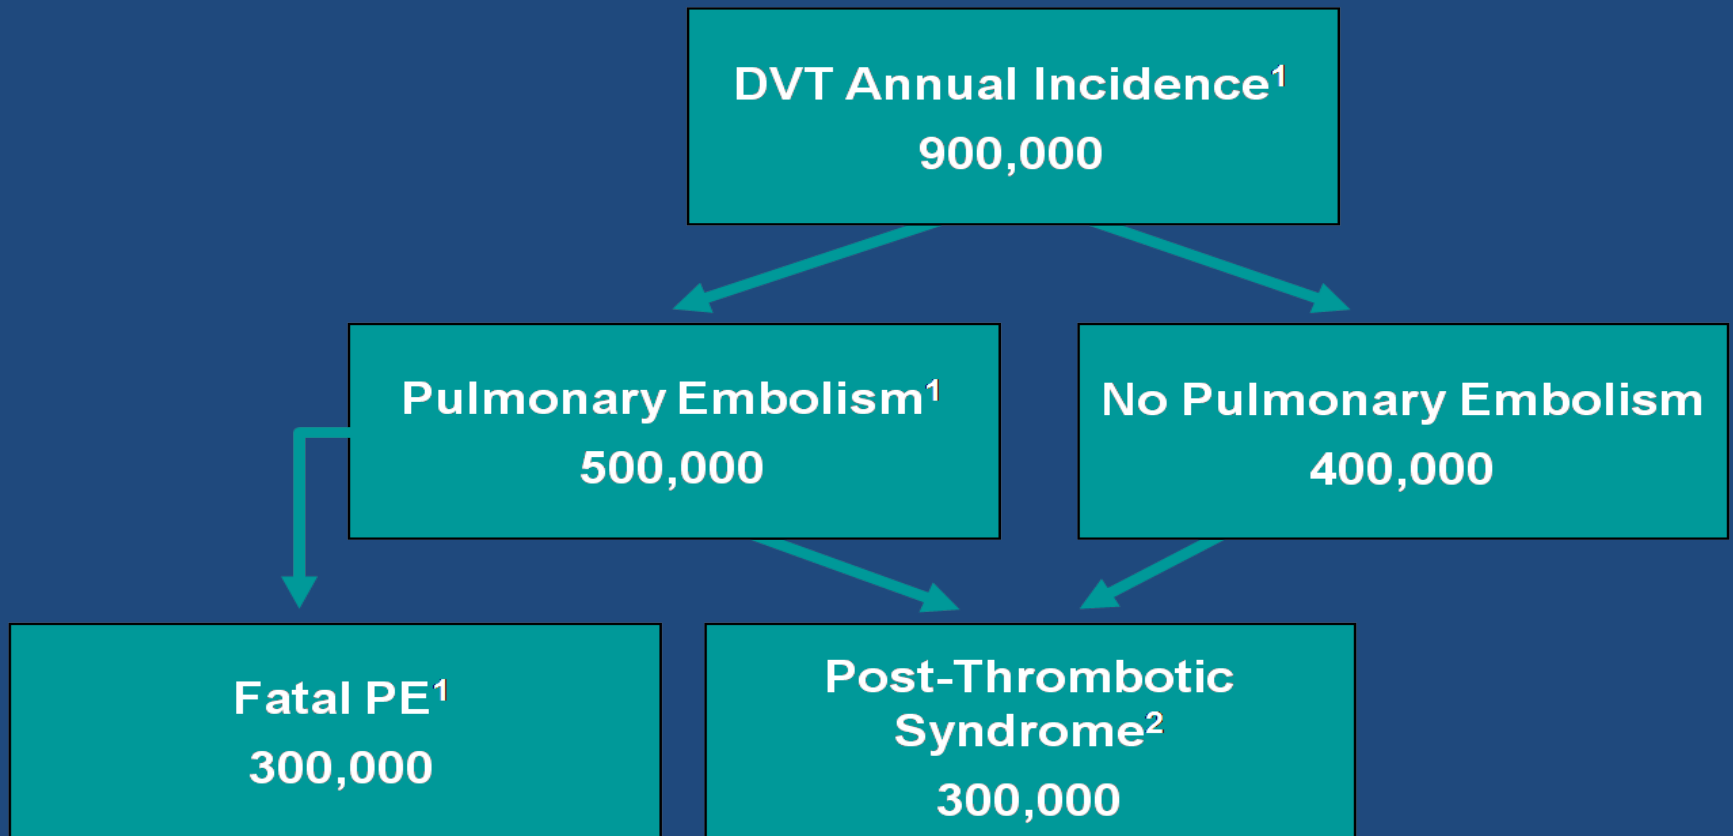 DVT Annual Incidence¹
900,000
Pulmonary Embolism¹
500,000
No Pulmonary Embolism
400,000
Fatal PE¹
300,000
Post-Thrombotic
Syndrome²
300,000